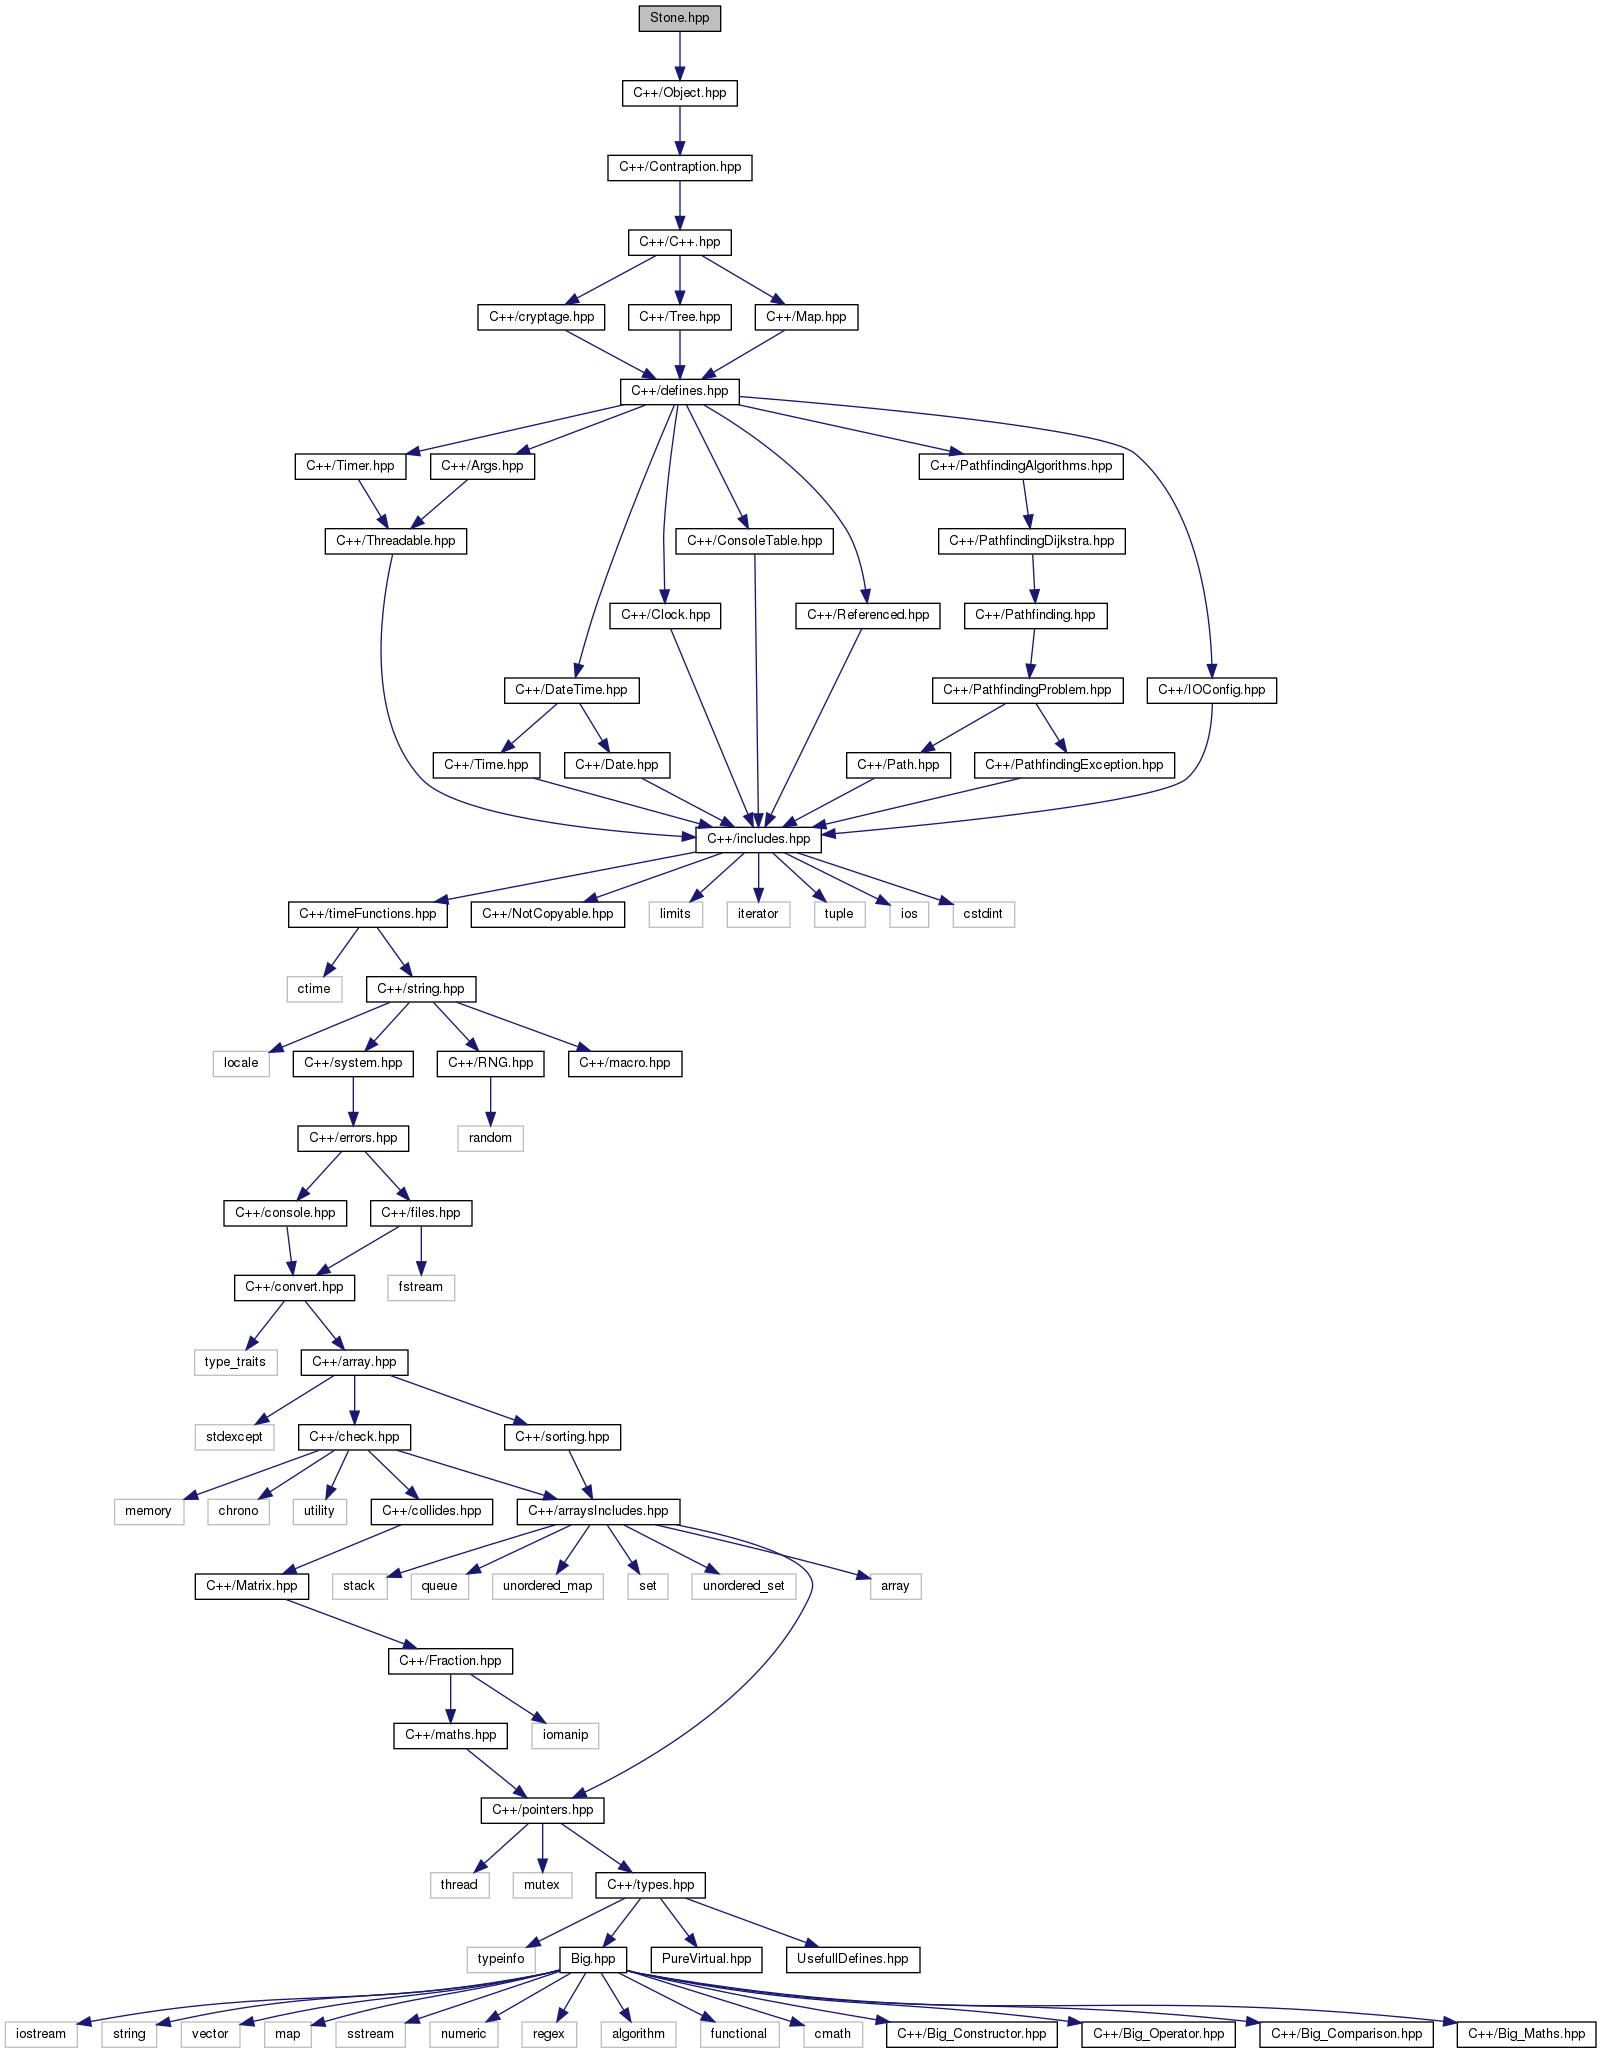 Stone.hpp
C++/Object.hpp
C++/Contraption.hpp
C++/C++.hpp
C++/cryptage.hpp
C++/Tree.hpp
C++/Map.hpp
C++/defines.hpp
C++/Timer.hpp
C++/Args.hpp
C++/PathfindingAlgorithms.hpp
C++/Threadable.hpp
C++/ConsoleTable.hpp
C++/PathfindingDijkstra.hpp
C++/Clock.hpp
C++/Referenced.hpp
C++/Pathfinding.hpp
C++/DateTime.hpp
C++/PathfindingProblem.hpp
C++/IOConfig.hpp
C++/Time.hpp
C++/Date.hpp
C++/Path.hpp
C++/PathfindingException.hpp
C++/includes.hpp
C++/timeFunctions.hpp
C++/NotCopyable.hpp
limits
iterator
tuple
ios
cstdint
ctime
C++/string.hpp
locale
C++/system.hpp
C++/RNG.hpp
C++/macro.hpp
C++/errors.hpp
random
C++/console.hpp
C++/files.hpp
C++/convert.hpp
fstream
type_traits
C++/array.hpp
stdexcept
C++/check.hpp
C++/sorting.hpp
memory
chrono
utility
C++/collides.hpp
C++/arraysIncludes.hpp
C++/Matrix.hpp
stack
queue
unordered_map
set
unordered_set
array
C++/Fraction.hpp
C++/maths.hpp
iomanip
C++/pointers.hpp
thread
mutex
C++/types.hpp
typeinfo
Big.hpp
PureVirtual.hpp
UsefullDefines.hpp
iostream
string
vector
map
sstream
numeric
regex
algorithm
functional
cmath
C++/Big_Constructor.hpp
C++/Big_Operator.hpp
C++/Big_Comparison.hpp
C++/Big_Maths.hpp